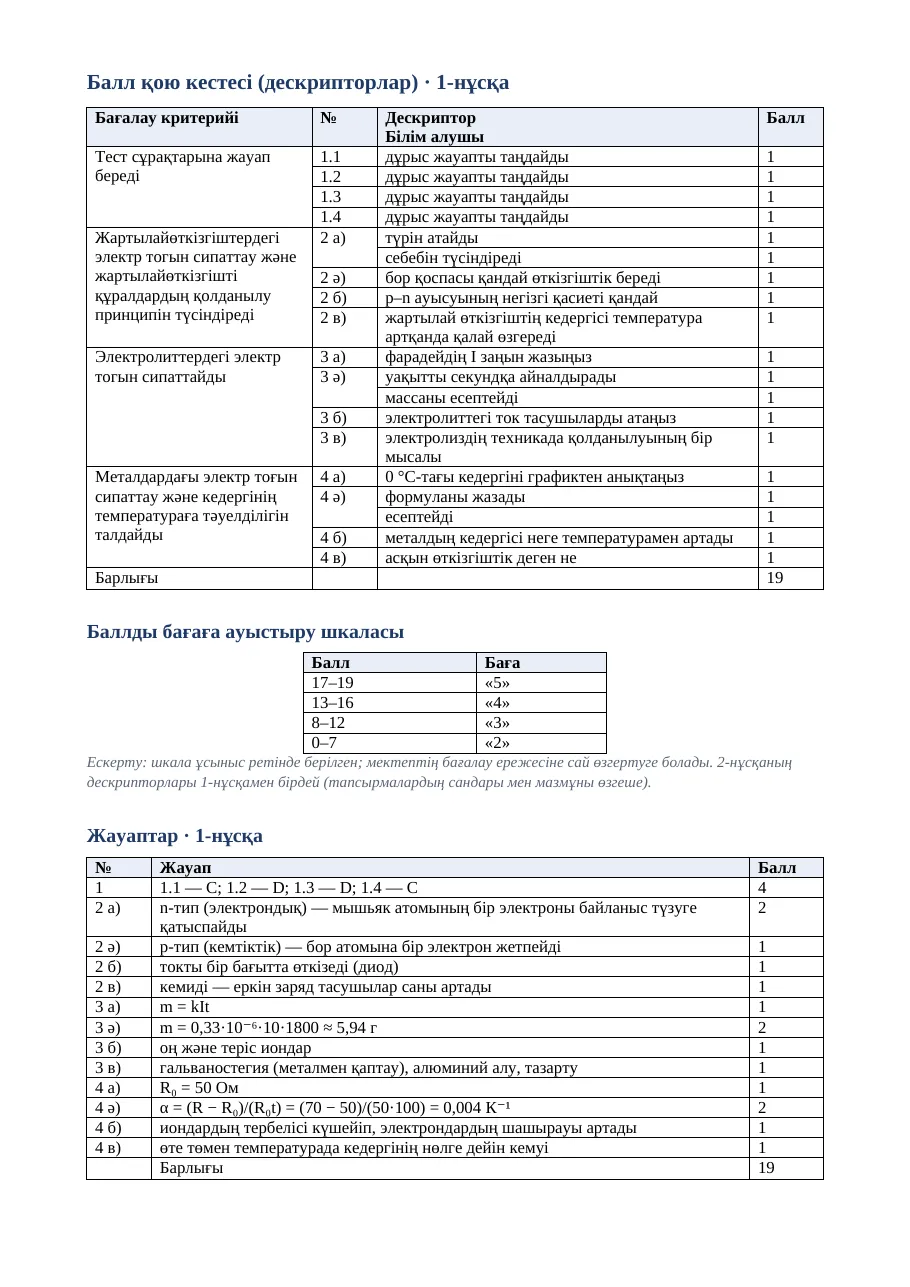 Балл қою кестесі (дескрипторлар) · 1-нұсқа
Бағалау критерийі № Дескриптор Балл
Білім алушы
Тест сұрақтарына жауап 1.1 дұрыс жауапты таңдайды 1
береді 1.2 дұрыс жауапты таңдайды 1
1.3 дұрыс жауапты таңдайды 1
1.4 дұрыс жауапты таңдайды 1
Жартылайөткізгіштердегі 2 а) түрін атайды 1
электр тогын сипаттау және себебін түсіндіреді 1
жартылайөткізгішті 2 ә) бор қоспасы қандай өткізгіштік береді 1
құралдардың қолданылу 2 б) p–n ауысуының негізгі қасиеті қандай 1
принципін түсіндіреді 2 в) жартылай өткізгіштің кедергісі температура 1
артқанда қалай өзгереді
Электролиттердегі электр 3 а) фарадейдің I заңын жазыңыз 1
тогын сипаттайды 3 ә) уақытты секундқа айналдырады 1
массаны есептейді 1
3 б) электролиттегі ток тасушыларды атаңыз 1
3 в) электролиздің техникада қолданылуының бір 1
мысалы
Металдардағы электр тоғын 4 а) 0 °C-тағы кедергіні графиктен анықтаңыз 1
сипаттау және кедергінің 4 ә) формуланы жазады 1
температураға тәуелділігін есептейді 1
талдайды 4 б) металдың кедергісі неге температурамен артады 1
4 в) асқын өткізгіштік деген не 1
Барлығы 19
Баллды бағаға ауыстыру шкаласы
Балл Баға
17–19 «5»
13–16 «4»
8–12 «3»
0–7 «2»
Ескерту: шкала ұсыныс ретінде берілген; мектептің бағалау ережесіне сай өзгертуге болады. 2-нұсқаның
дескрипторлары 1-нұсқамен бірдей (тапсырмалардың сандары мен мазмұны өзгеше).
Жауаптар · 1-нұсқа
№ Жауап Балл
1 1.1 — C; 1.2 — D; 1.3 — D; 1.4 — C 4
2 а) n-тип (электрондық) — мышьяк атомының бір электроны байланыс түзуге 2
қатыспайды
2 ә) p-тип (кемтіктік) — бор атомына бір электрон жетпейді 1
2 б) токты бір бағытта өткізеді (диод) 1
2 в) кемиді — еркін заряд тасушылар саны артады 1
3 а) m = kIt 1
3 ә) m = 0,33·10⁻⁶·10·1800 ≈ 5,94 г 2
3 б) оң және теріс иондар 1
3 в) гальваностегия (металмен қаптау), алюминий алу, тазарту 1
4 а) R₀ = 50 Ом 1
4 ә) α = (R − R₀)/(R₀t) = (70 − 50)/(50·100) = 0,004 К⁻¹ 2
4 б) иондардың тербелісі күшейіп, электрондардың шашырауы артады 1
4 в) өте төмен температурада кедергінің нөлге дейін кемуі 1
Барлығы 19